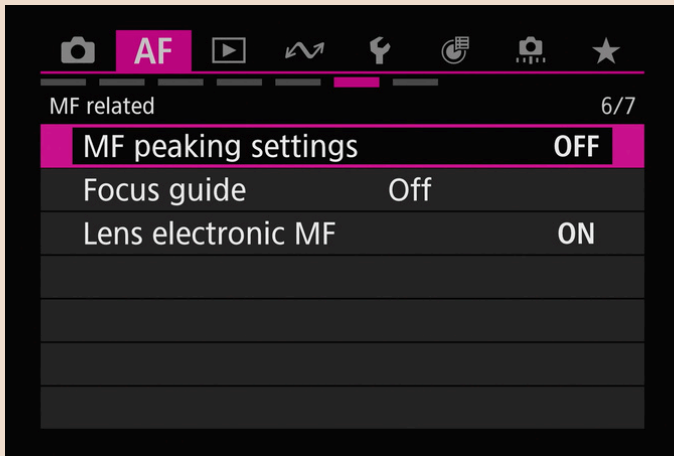 AF
MF related 6/7
MF peaking settings OFF
Focus guide Off
Lens electronic MF ON